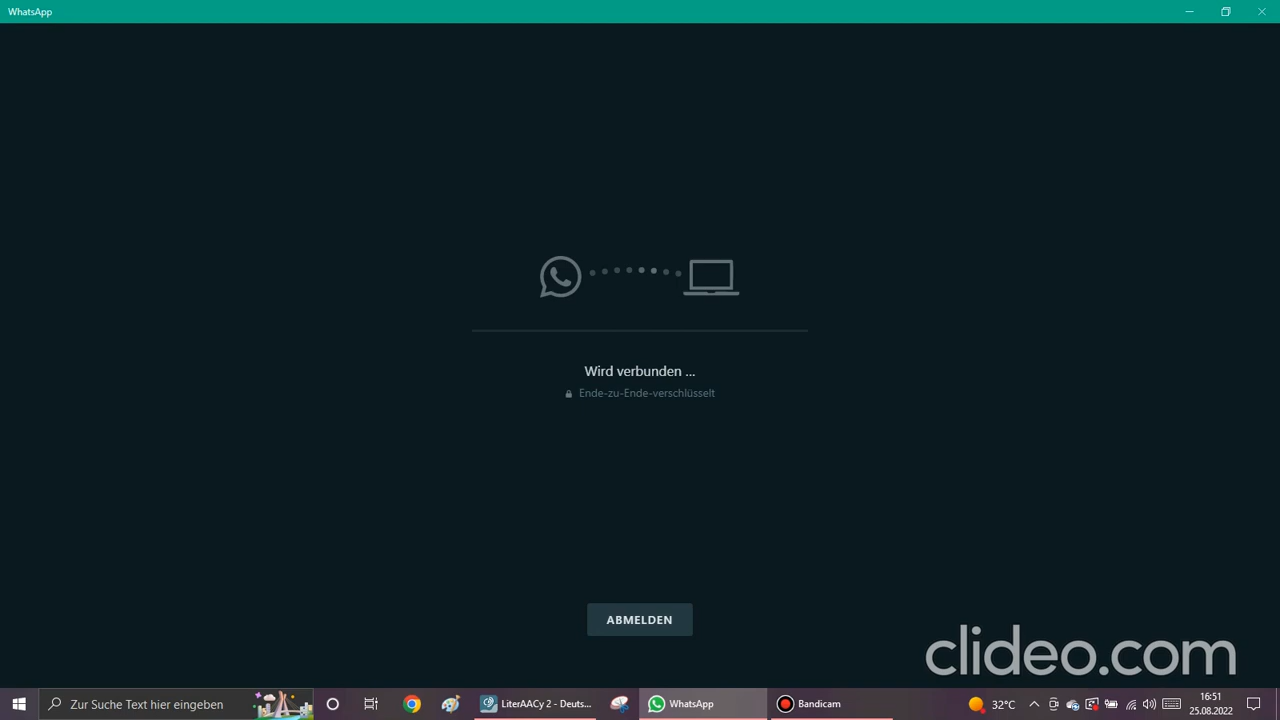 WhatsApp
Wird verbunden ...
Ende-zu-Ende-verschlüsselt
ABMELDEN
clideo.com
Zur Suche Text hier eingeben
LiterAACy 2 - Deuts...
WhatsApp
Bandicam
32°C
16:51
25.08.2022